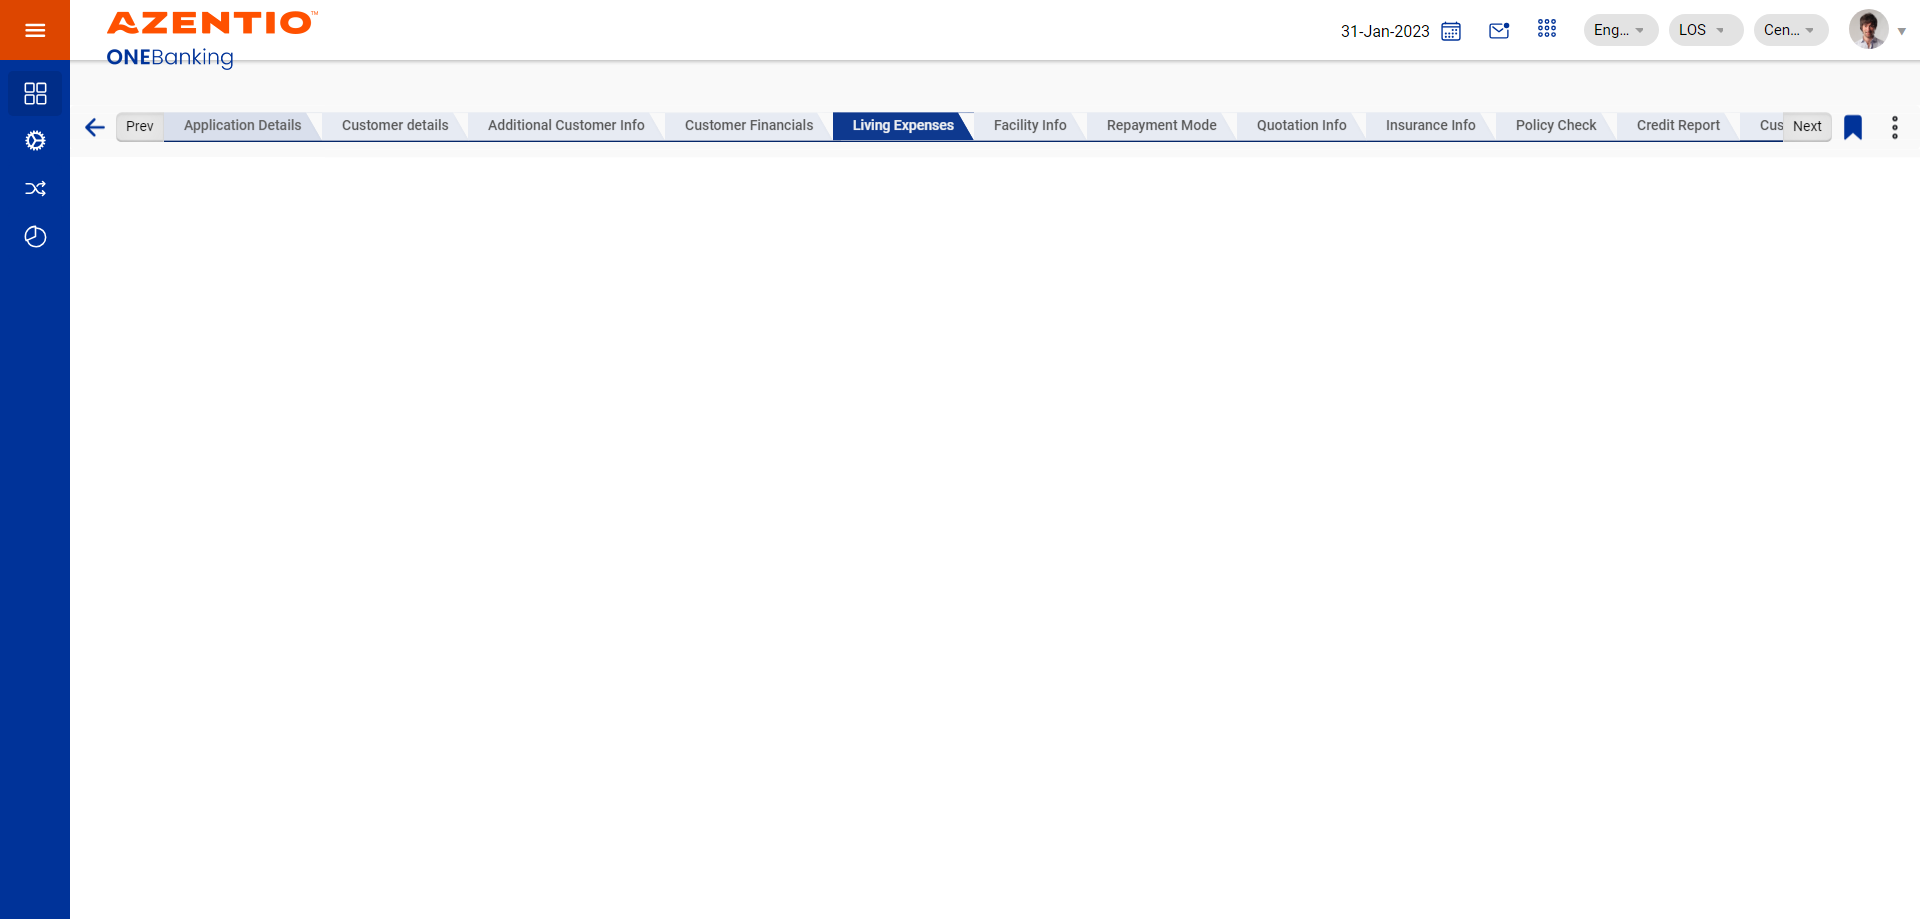 AZENTIO™
ONEBanking
31-Jan-2023
Eng...
LOS
Cen...
Prev
Application Details
Customer details
Additional Customer Info
Customer Financials
Living Expenses
Facility Info
Repayment Mode
Quotation Info
Insurance Info
Policy Check
Credit Report
Cus
Next